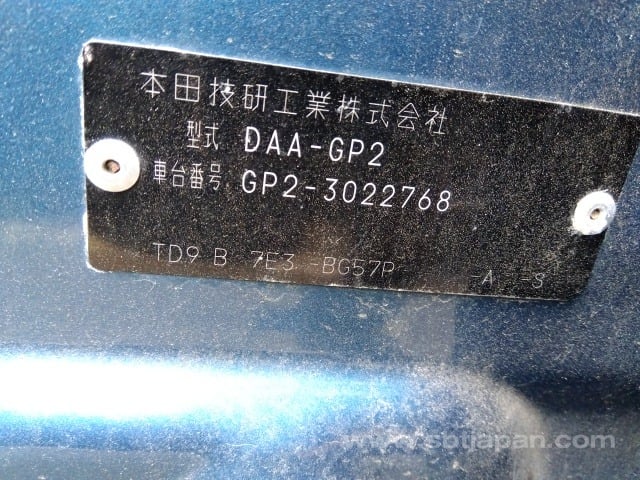 本田技研工業株式会社
型式 DAA-GP2
車台番号 GP2-3022768
TD9 B 7E3 -BG57P -A -S
www.sbtjapan.com